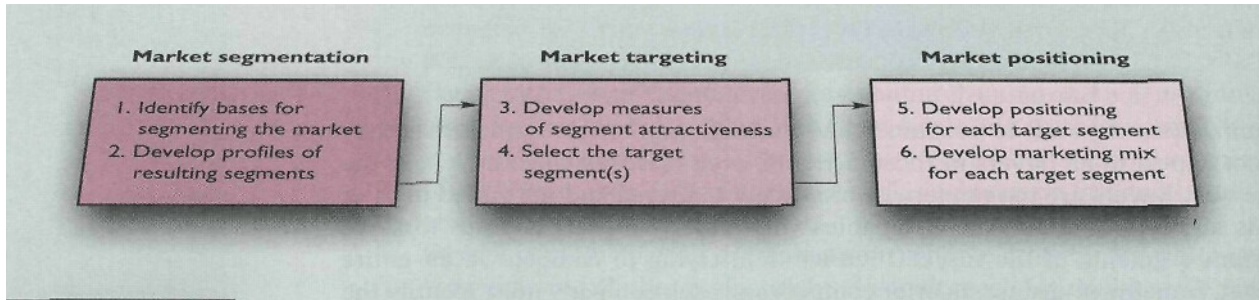 Market segmentation
1. Identify bases for
segmenting the market
2. Develop profiles of
resulting segments
Market targeting
3. Develop measures
of segment attractiveness
4. Select the target
segment(s)
Market positioning
5. Develop positioning
for each target segment
6. Develop marketing mix
for each target segment